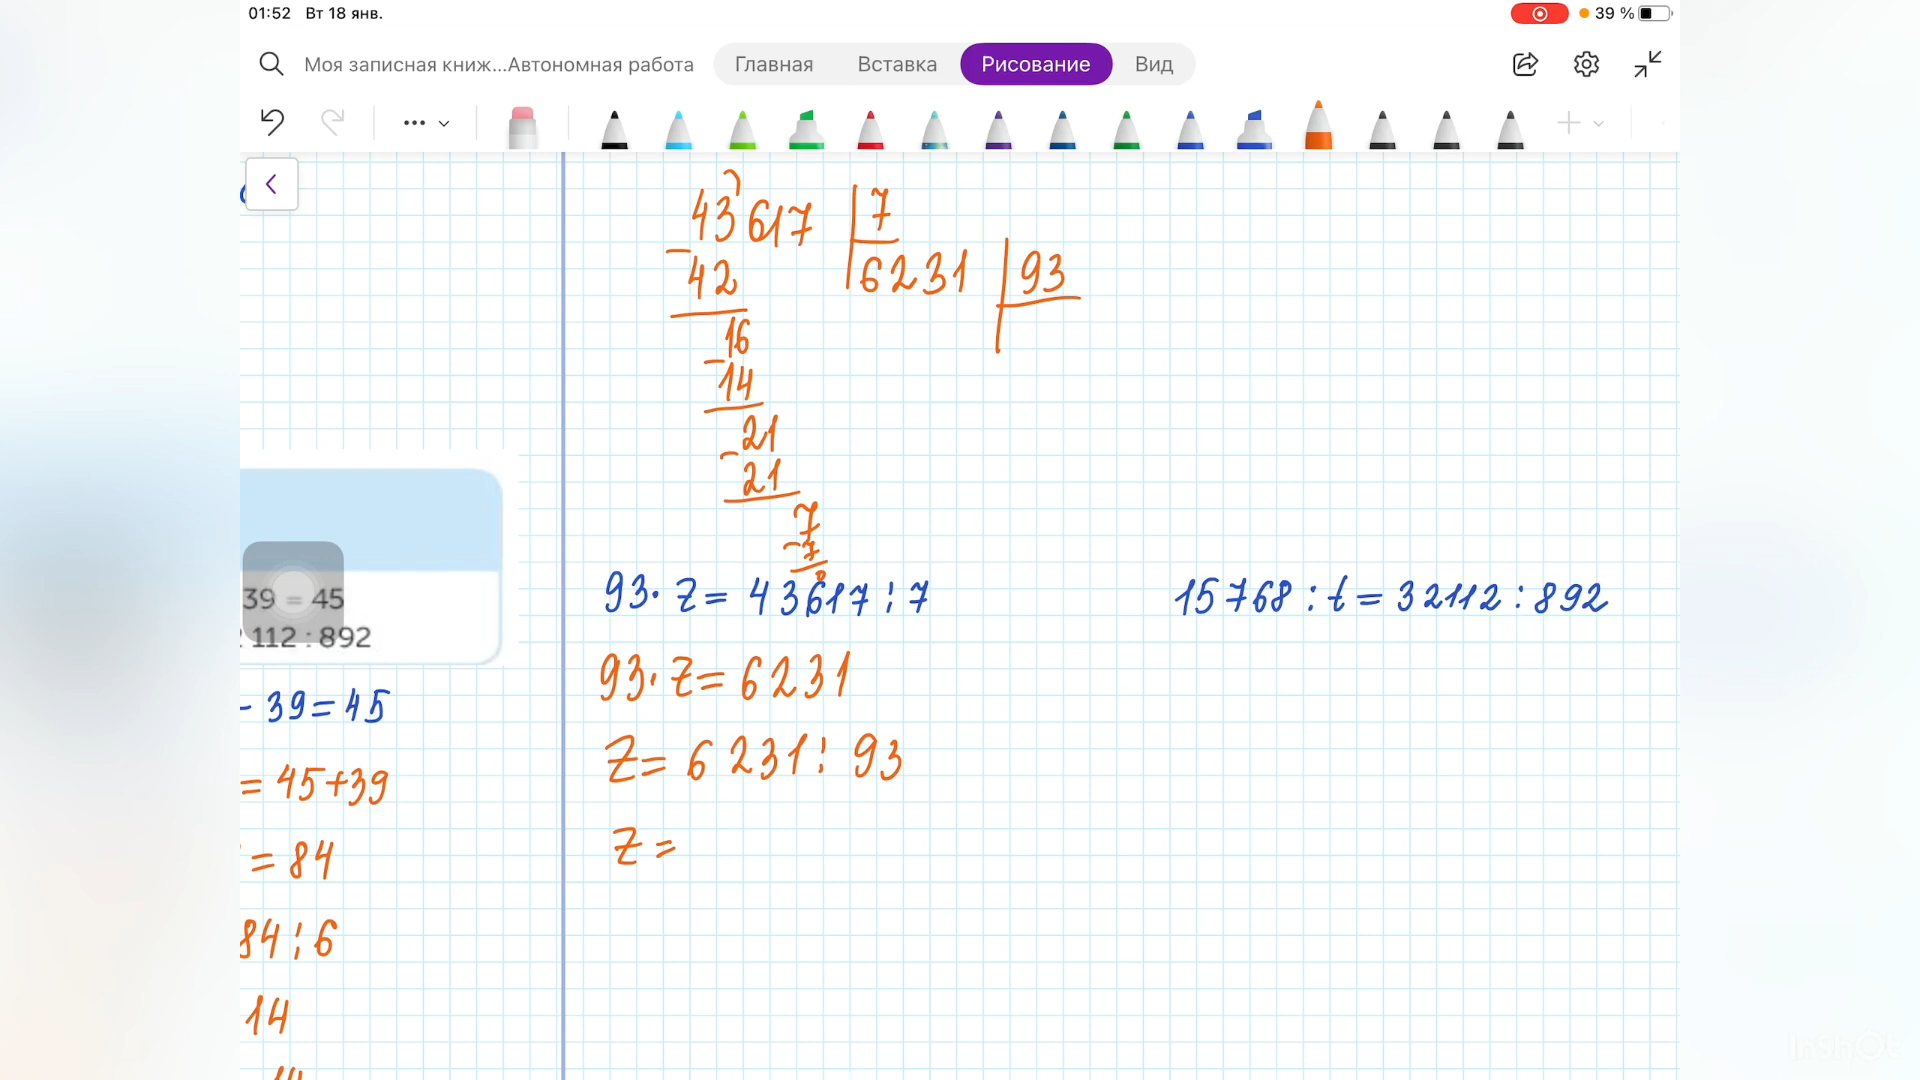 01:52 Вт 18 янв.
39 %
Моя записная книж...Автономная работа
Главная Вставка Рисование Вид
43617 | 7
6231 | 93
− 42
16
− 14
21
− 21
7
− 7
0
39 = 45
112 : 892
- 39 = 45
= 45+39
= 84
84 : 6
14
14
93 · z = 43617 : 7
93 · z = 6231
z = 6231 : 93
z =
15768 : t = 32112 : 892